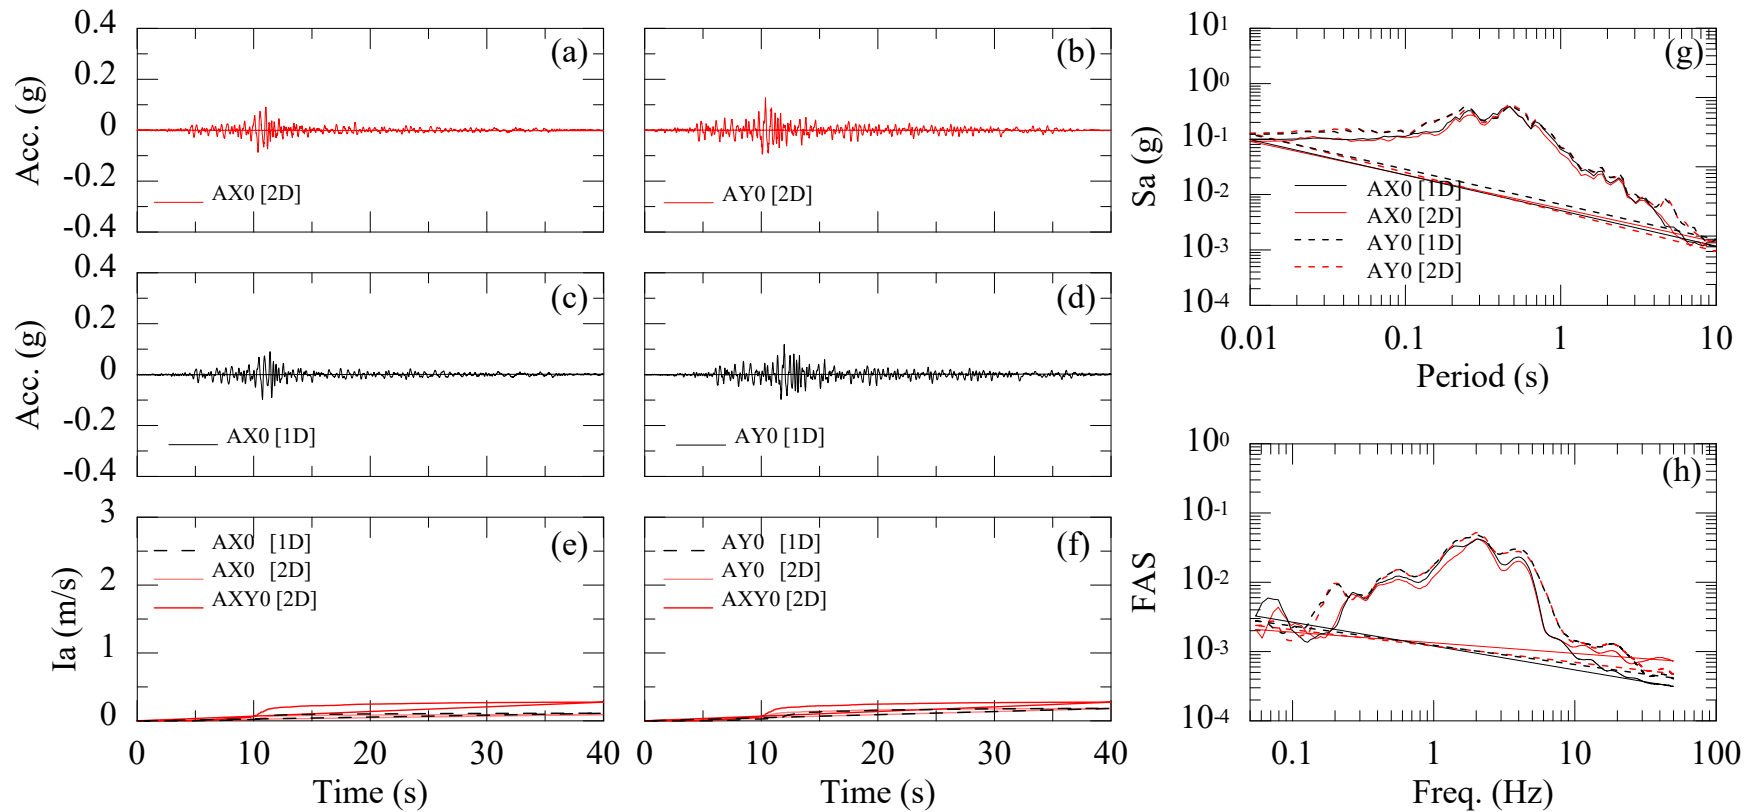 0.4
0.2
0
-0.2
-0.4
Acc. (g)
(a)
AX0 [2D]
(b)
AY0 [2D]
0.4
0.2
0
-0.2
-0.4
Acc. (g)
(c)
AX0 [1D]
(d)
AY0 [1D]
3
2
1
0
Ia (m/s)
AX0 [1D]
AX0 [2D]
AXY0 [2D]
(e)
AY0 [1D]
AY0 [2D]
AXY0 [2D]
(f)
0 10 20 30 40
Time (s)
0 10 20 30 40
Time (s)
10¹
10⁰
10⁻¹
10⁻²
10⁻³
10⁻⁴
Sa (g)
(g)
AX0 [1D]
AX0 [2D]
AY0 [1D]
AY0 [2D]
0.01 0.1 1 10
Period (s)
10⁰
10⁻¹
10⁻²
10⁻³
10⁻⁴
FAS
(h)
0.1 1 10 100
Freq. (Hz)